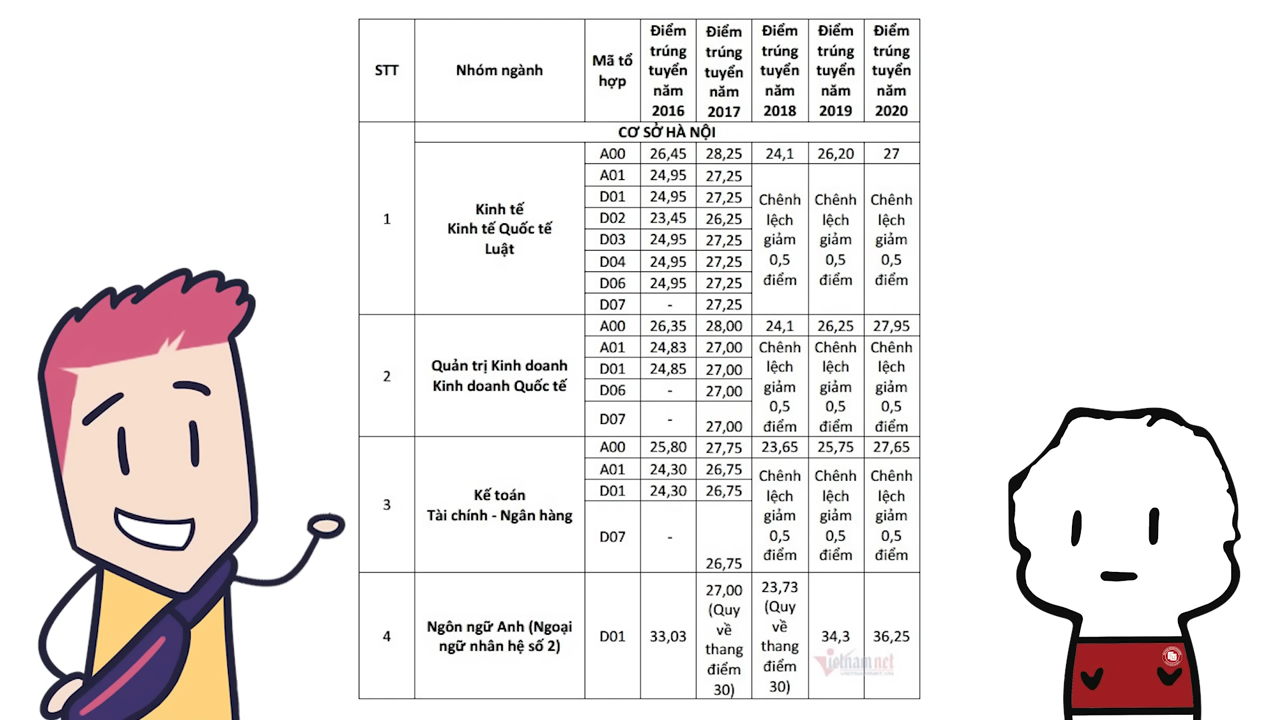 STT Nhóm ngành Mã tổ hợp Điểm trúng tuyển năm 2016 Điểm trúng tuyển năm 2017 Điểm trúng tuyển năm 2018 Điểm trúng tuyển năm 2019 Điểm trúng tuyển năm 2020
CƠ SỞ HÀ NỘI
1
Kinh tế
Kinh tế Quốc tế
Luật
A00 26,45 28,25 24,1 26,20 27
A01 24,95 27,25
D01 24,95 27,25
D02 23,45 26,25
D03 24,95 27,25
D04 24,95 27,25
D06 24,95 27,25
D07 - 27,25
Chênh Chênh Chênh
lệch lệch lệch
giảm giảm giảm
0,5 0,5 0,5
điểm điểm điểm
2
Quản trị Kinh doanh
Kinh doanh Quốc tế
A00 26,35 28,00 24,1 26,25 27,95
A01 24,83 27,00
D01 24,85 27,00
D06 - 27,00
D07 - 27,00
Chênh Chênh Chênh
lệch lệch lệch
giảm giảm giảm
0,5 0,5 0,5
điểm điểm điểm
3
Kế toán
Tài chính - Ngân hàng
A00 25,80 27,75 23,65 25,75 27,65
A01 24,30 26,75
D01 24,30 26,75
D07 - 26,75
Chênh Chênh Chênh
lệch lệch lệch
giảm giảm giảm
0,5 0,5 0,5
điểm điểm điểm
4
Ngôn ngữ Anh (Ngoại
ngữ nhân hệ số 2)
D01 33,03
27,00
(Quy
về
thang
điểm
30)
23,73
(Quy
về
thang
điểm
30)
34,3 36,25
vietnamnet